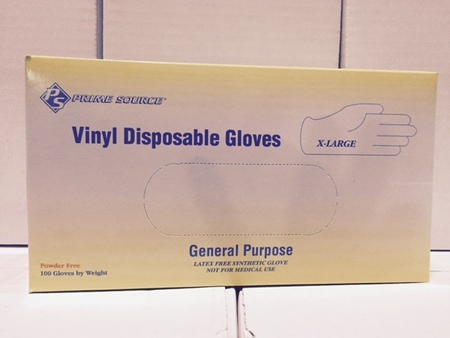 PS PRIME SOURCE
Vinyl Disposable Gloves
X-LARGE
General Purpose
LATEX FREE SYNTHETIC GLOVE
NOT FOR MEDICAL USE
Powder Free
100 Gloves by Weight